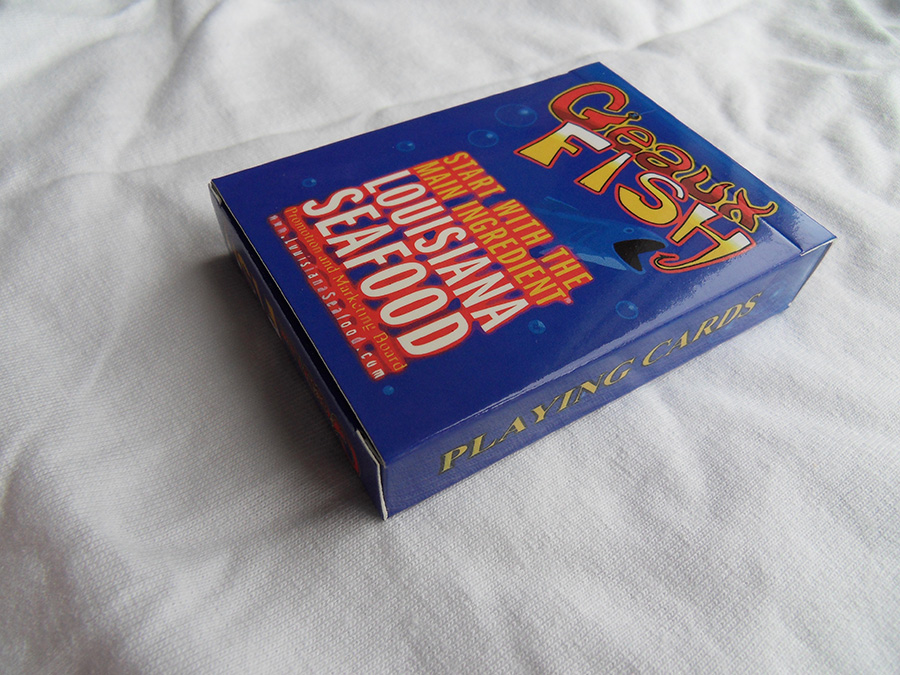 Geaux
FISH
START WITH THE
MAIN INGREDIENT
LOUISIANA
SEAFOOD
Promotion and Marketing Board
www.LouisianaSeafood.com
PLAYING CARDS